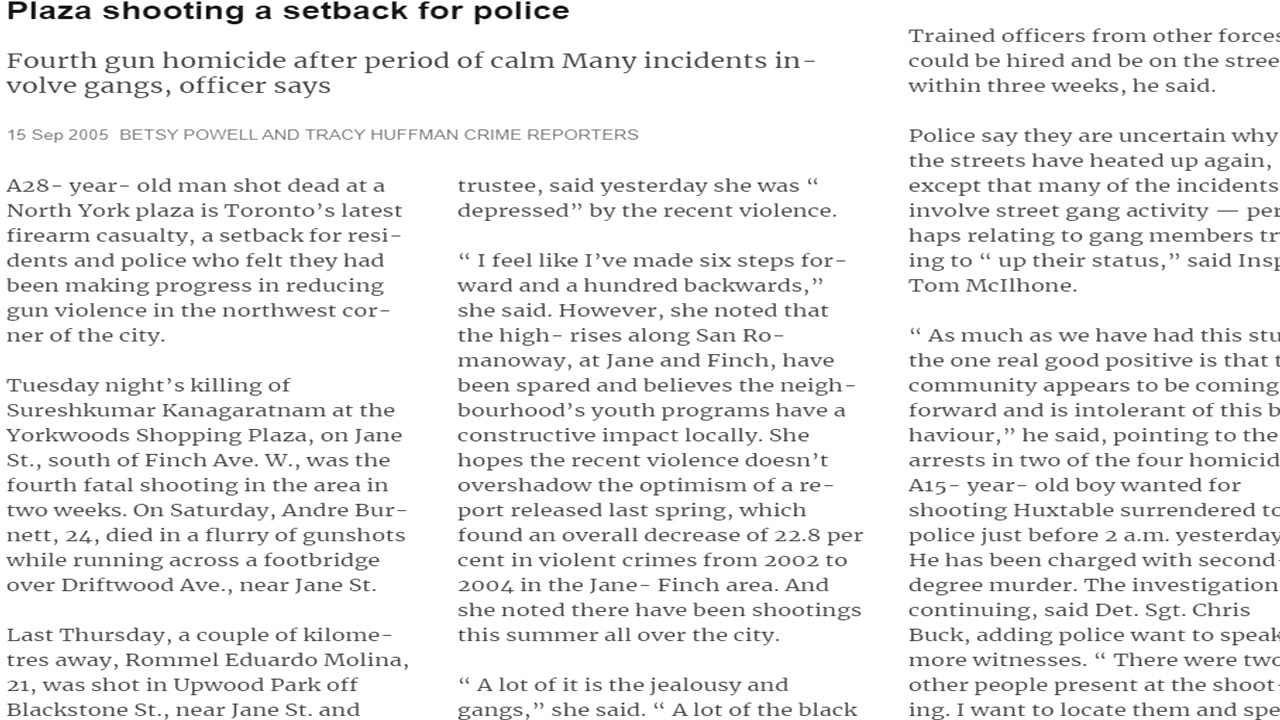 Plaza shooting a setback for police
Fourth gun homicide after period of calm Many incidents in-
volve gangs, officer says
15 Sep 2005 BETSY POWELL AND TRACY HUFFMAN CRIME REPORTERS
A28- year- old man shot dead at a
North York plaza is Toronto's latest
firearm casualty, a setback for resi-
dents and police who felt they had
been making progress in reducing
gun violence in the northwest cor-
ner of the city.
Tuesday night's killing of
Sureshkumar Kanagaratnam at the
Yorkwoods Shopping Plaza, on Jane
St., south of Finch Ave. W., was the
fourth fatal shooting in the area in
two weeks. On Saturday, Andre Bur-
nett, 24, died in a flurry of gunshots
while running across a footbridge
over Driftwood Ave., near Jane St.
Last Thursday, a couple of kilome-
tres away, Rommel Eduardo Molina,
21, was shot in Upwood Park off
Blackstone St., near Jane St. and
trustee, said yesterday she was “
depressed” by the recent violence.
“ I feel like I've made six steps for-
ward and a hundred backwards,”
she said. However, she noted that
the high- rises along San Ro-
manoway, at Jane and Finch, have
been spared and believes the neigh-
bourhood's youth programs have a
constructive impact locally. She
hopes the recent violence doesn't
overshadow the optimism of a re-
port released last spring, which
found an overall decrease of 22.8 per
cent in violent crimes from 2002 to
2004 in the Jane- Finch area. And
she noted there have been shootings
this summer all over the city.
“ A lot of it is the jealousy and
gangs,” she said. “ A lot of the black
Trained officers from other forces
could be hired and be on the stree
within three weeks, he said.
Police say they are uncertain why
the streets have heated up again,
except that many of the incidents
involve street gang activity — per
haps relating to gang members tr
ing to “ up their status,” said Insp
Tom McIlhone.
“ As much as we have had this stu
the one real good positive is that t
community appears to be coming
forward and is intolerant of this b
haviour,” he said, pointing to the
arrests in two of the four homicid
A15- year- old boy wanted for
shooting Huxtable surrendered to
police just before 2 a.m. yesterday
He has been charged with second-
degree murder. The investigation
continuing, said Det. Sgt. Chris
Buck, adding police want to speak
more witnesses. “ There were two
other people present at the shoot-
ing. I want to locate them and spe